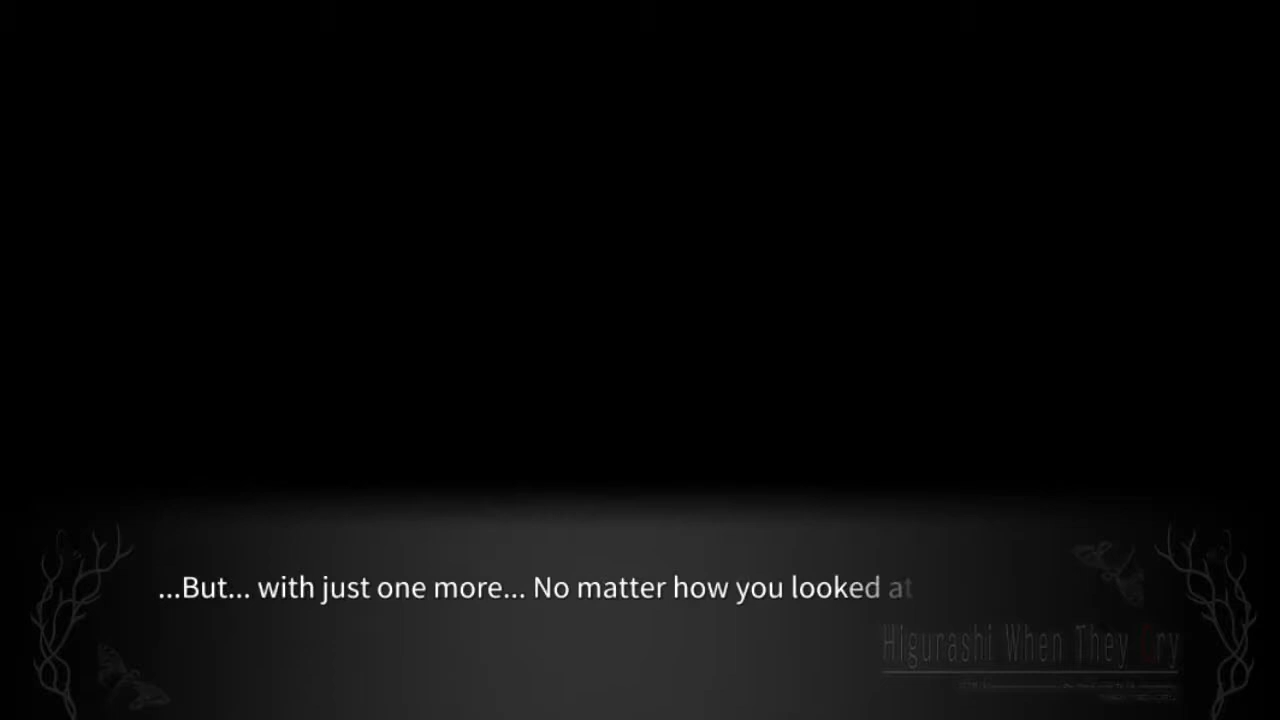 ...But... with just one more... No matter how you looked at
Higurashi When They Cry